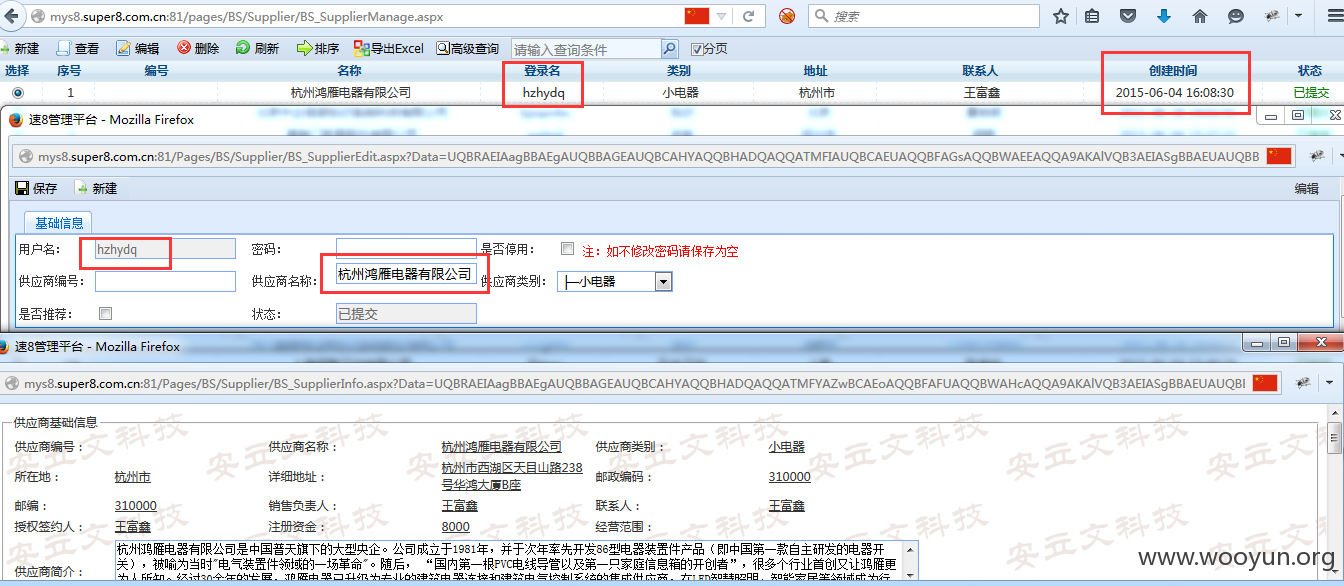 mys8.super8.com.cn:81/pages/BS/Supplier/BS_SupplierManage.aspx 搜索
新建 查看 编辑 删除 刷新 排序 导出Excel 高级查询 请输入查询条件 分页
选择 序号 编号 名称 登录名 类别 地址 联系人 创建时间 状态
1 杭州鸿雁电器有限公司 hzhydq 小电器 杭州市 王富鑫 2015-06-04 16:08:30 已提交
速8管理平台 - Mozilla Firefox
mys8.super8.com.cn:81/Pages/BS/Supplier/BS_SupplierEdit.aspx?Data=UQBRAEIAagBBAEgAUQBBAGEAUQBCAHYAQQBHADQAQQATMFIAUQBCAEUAQQBFAGsAQQBWAEEAQQA9AKAlVQB3AEIASgBBAEUAUQBB
保存 新建 编辑
基础信息
用户名: hzhydq 密码: 是否停用: 注：如不修改密码请保存为空
供应商编号: 供应商名称: 杭州鸿雁电器有限公司 供应商类别: ├─小电器
是否推荐: 状态: 已提交
速8管理平台 - Mozilla Firefox
mys8.super8.com.cn:81/Pages/BS/Supplier/BS_SupplierInfo.aspx?Data=UQBRAEIAagBBAEgAUQBBAGEAUQBCAHYAQQBHADQAQQATMFYAZwBCAEoAQQBFAFUAQQBWAHcAQQA9AKAlVQB3AEIASgBBAEUAUQBI
供应商基础信息
供应商编号： 供应商名称： 杭州鸿雁电器有限公司 供应商类别： 小电器
所在地： 杭州市 详细地址： 杭州市西湖区天目山路238号华鸿大厦B座 邮政编码： 310000
邮编： 310000 销售负责人： 王富鑫 联系人： 王富鑫
授权签约人： 王富鑫 注册资金： 8000 经营范围：
供应商简介： 杭州鸿雁电器有限公司是中国普天旗下的大型央企。公司成立于1981年，并于次年率先开发86型电器装置件产品（即中国第一款自主研发的电器开
关），被喻为当时"电气装置件领域的一场革命"。随后，“国内第一根PVC电线导管以及第一只家庭信息箱的开创者”，很多个行业首创又让鸿雁更
安立文科技
www.wooyun.org